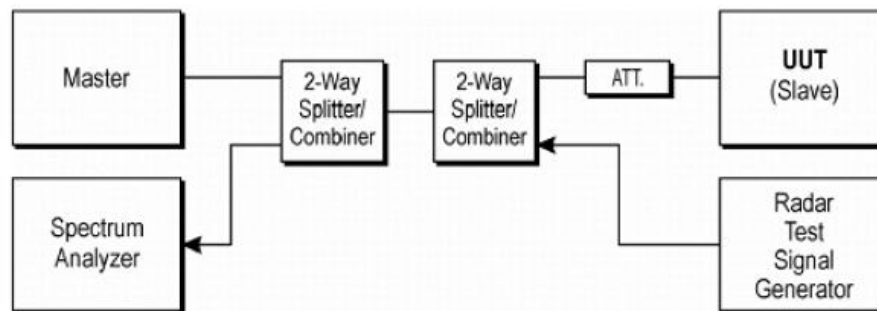 Master
2-Way
Splitter/
Combiner
2-Way
Splitter/
Combiner
ATT.
UUT
(Slave)
Spectrum
Analyzer
Radar
Test
Signal
Generator